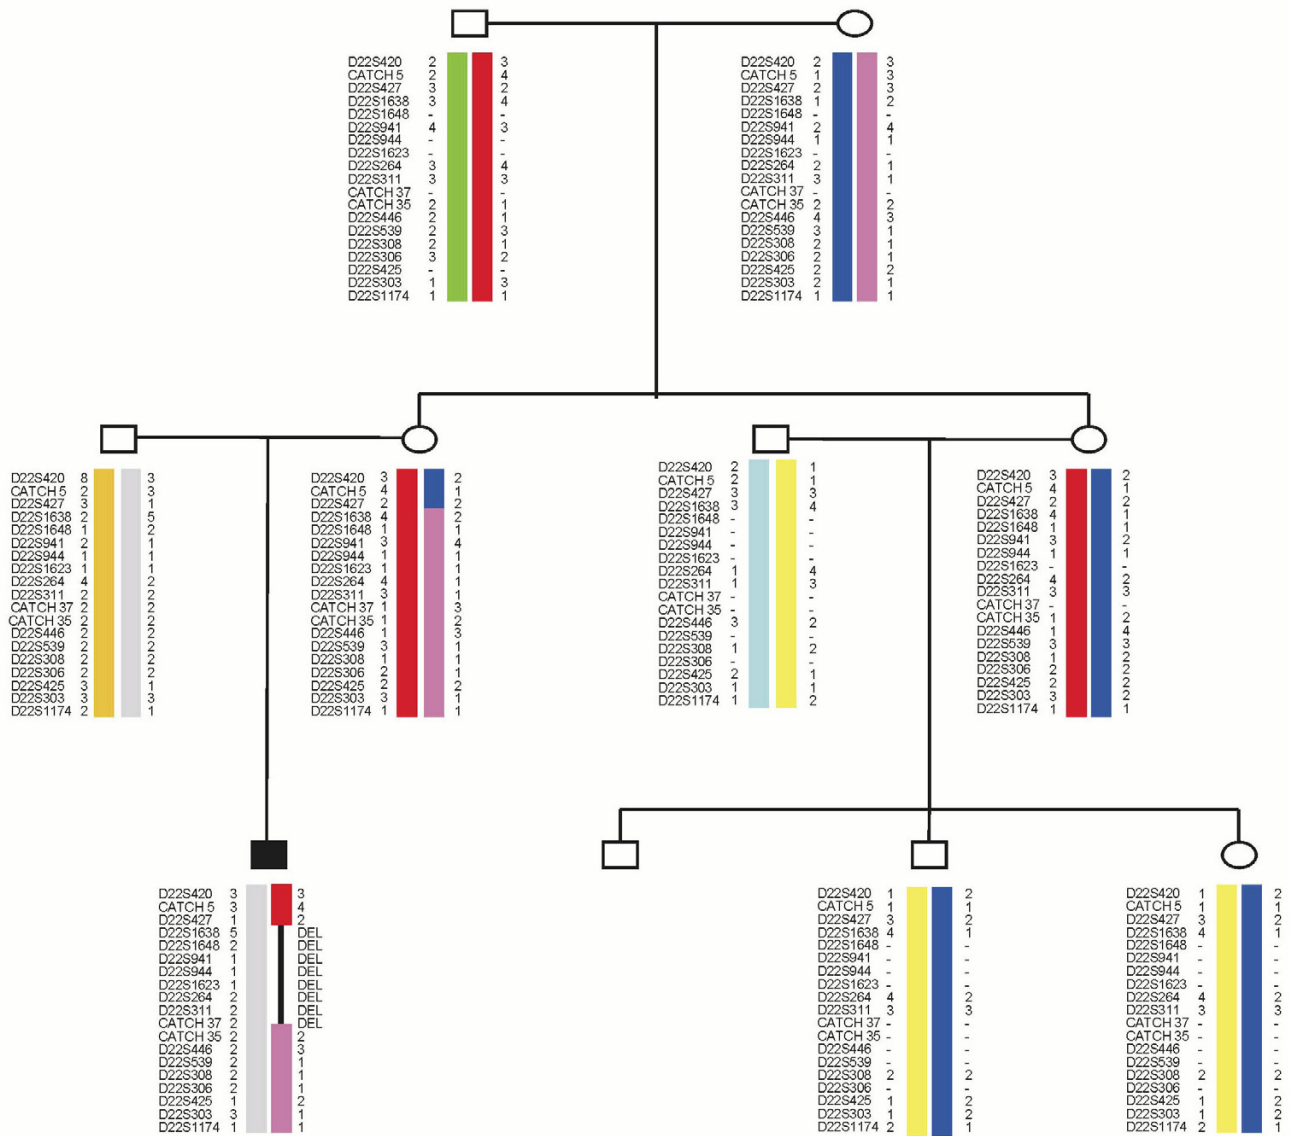 D22S420 2 3
CATCH 5 2 4
D22S427 3 2
D22S1638 3 4
D22S1648 - -
D22S941 4 3
D22S944 - -
D22S1623 - -
D22S264 3 4
D22S311 3 3
CATCH 37 - -
CATCH 35 2 1
D22S446 2 1
D22S539 2 3
D22S308 2 1
D22S306 3 2
D22S425 - -
D22S303 1 3
D22S1174 1 1
D22S420 2 3
CATCH 5 1 3
D22S427 2 3
D22S1638 1 2
D22S1648 - -
D22S941 2 4
D22S944 1 1
D22S1623 - -
D22S264 2 1
D22S311 3 1
CATCH 37 - -
CATCH 35 2 2
D22S446 4 3
D22S539 3 1
D22S308 2 1
D22S306 2 1
D22S425 2 2
D22S303 2 1
D22S1174 1 1
D22S420 8 3
CATCH 5 2 3
D22S427 3 1
D22S1638 2 5
D22S1648 1 2
D22S941 2 1
D22S944 1 1
D22S1623 1 1
D22S264 4 2
D22S311 2 2
CATCH 37 2 2
CATCH 35 2 2
D22S446 2 2
D22S539 2 2
D22S308 2 2
D22S306 2 2
D22S425 3 1
D22S303 3 3
D22S1174 2 1
D22S420 3 2
CATCH 5 4 1
D22S427 2 2
D22S1638 4 2
D22S1648 1 1
D22S941 3 4
D22S944 1 1
D22S1623 1 1
D22S264 4 1
D22S311 3 1
CATCH 37 1 3
CATCH 35 1 2
D22S446 1 3
D22S539 3 1
D22S308 1 1
D22S306 2 1
D22S425 2 2
D22S303 3 1
D22S1174 1 1
D22S420 2 1
CATCH 5 2 1
D22S427 3 3
D22S1638 3 4
D22S1648 - -
D22S941 - -
D22S944 - -
D22S1623 - -
D22S264 1 4
D22S311 1 3
CATCH 37 - -
CATCH 35 - -
D22S446 3 2
D22S539 - -
D22S308 1 2
D22S306 - -
D22S425 2 1
D22S303 1 1
D22S1174 1 2
D22S420 3 2
CATCH 5 4 1
D22S427 2 2
D22S1638 4 1
D22S1648 1 1
D22S941 3 2
D22S944 1 1
D22S1623 - -
D22S264 4 2
D22S311 3 3
CATCH 37 - -
CATCH 35 1 2
D22S446 1 4
D22S539 3 3
D22S308 1 2
D22S306 2 2
D22S425 2 2
D22S303 3 2
D22S1174 1 1
D22S420 3 3
CATCH 5 3 4
D22S427 1 2
D22S1638 5 DEL
D22S1648 2 DEL
D22S941 1 DEL
D22S944 1 DEL
D22S1623 1 DEL
D22S264 2 DEL
D22S311 2 DEL
CATCH 37 2 DEL
CATCH 35 2 2
D22S446 2 3
D22S539 2 1
D22S308 2 1
D22S306 2 1
D22S425 1 2
D22S303 3 1
D22S1174 1 1
D22S420 1 2
CATCH 5 1 1
D22S427 3 2
D22S1638 4 1
D22S1648 - -
D22S941 - -
D22S944 - -
D22S1623 - -
D22S264 4 2
D22S311 3 3
CATCH 37 - -
CATCH 35 - -
D22S446 - -
D22S539 - -
D22S308 2 2
D22S306 - -
D22S425 1 2
D22S303 1 2
D22S1174 2 1
D22S420 1 2
CATCH 5 1 1
D22S427 3 2
D22S1638 4 1
D22S1648 - -
D22S941 - -
D22S944 - -
D22S1623 - -
D22S264 4 2
D22S311 3 3
CATCH 37 - -
CATCH 35 - -
D22S446 - -
D22S539 - -
D22S308 2 2
D22S306 - -
D22S425 1 2
D22S303 1 2
D22S1174 2 1